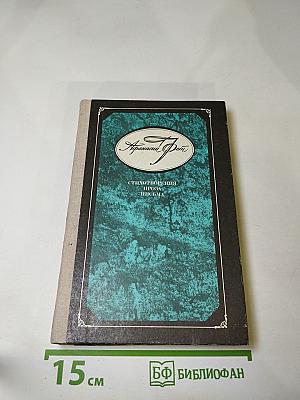 Афанасий Фет
СТИХОТВОРЕНИЯ
ПРОЗА
ПИСЬМА
15 см
БФ БИБЛИОФАН